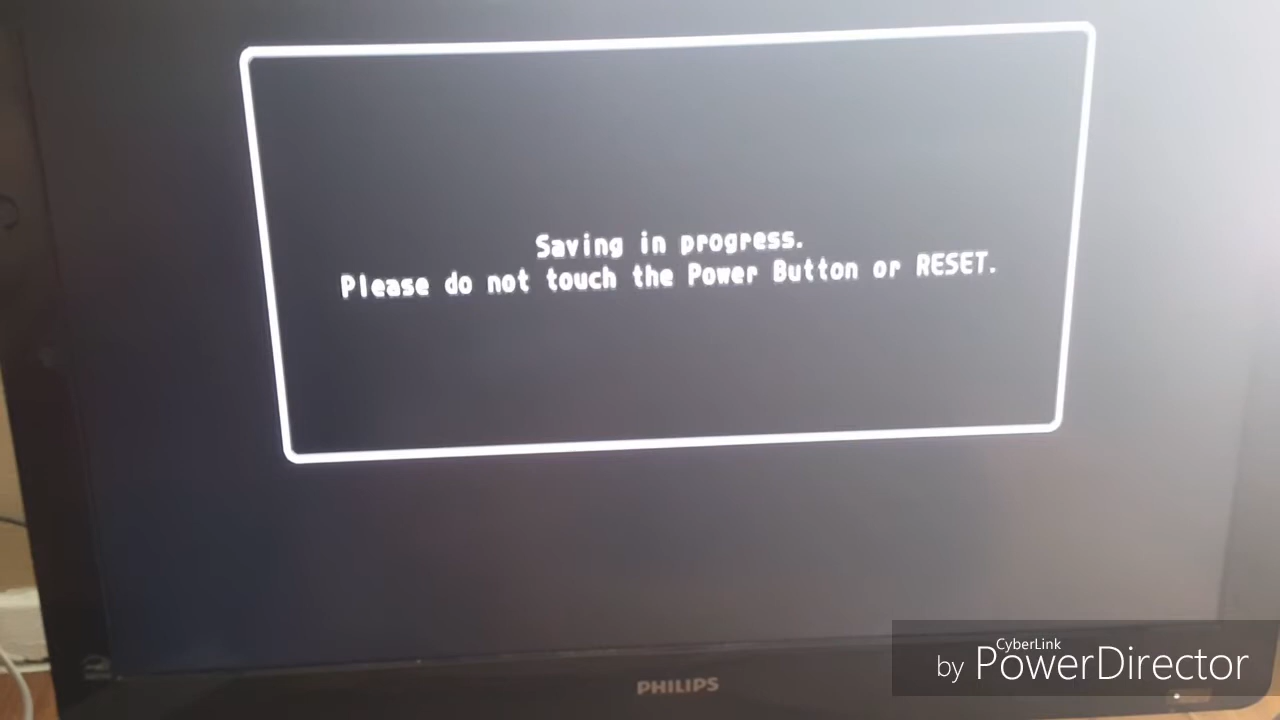 Saving in progress.
Please do not touch the Power Button or RESET.
PHILIPS
CyberLink
by PowerDirector